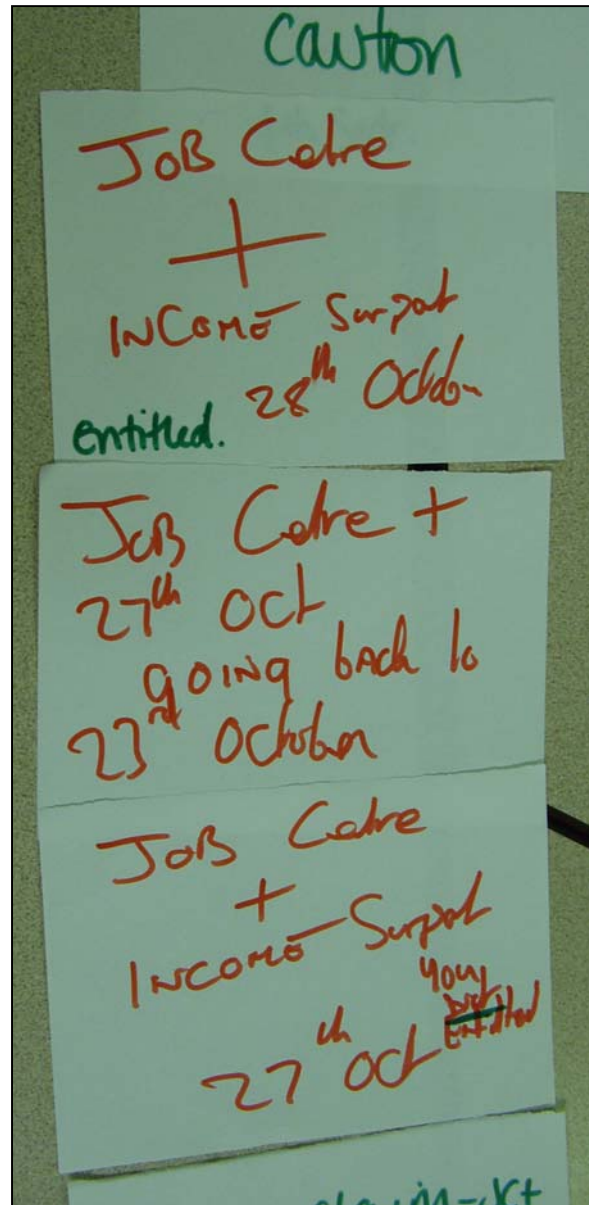 caution
JOB Cetre
+
INCOME Surpot
28th October
entitled.
JOB Cetre +
27th Oct
going back to
23rd October
JOB Cetre
+
INCOME Surpot
27th Oct
your
entitled